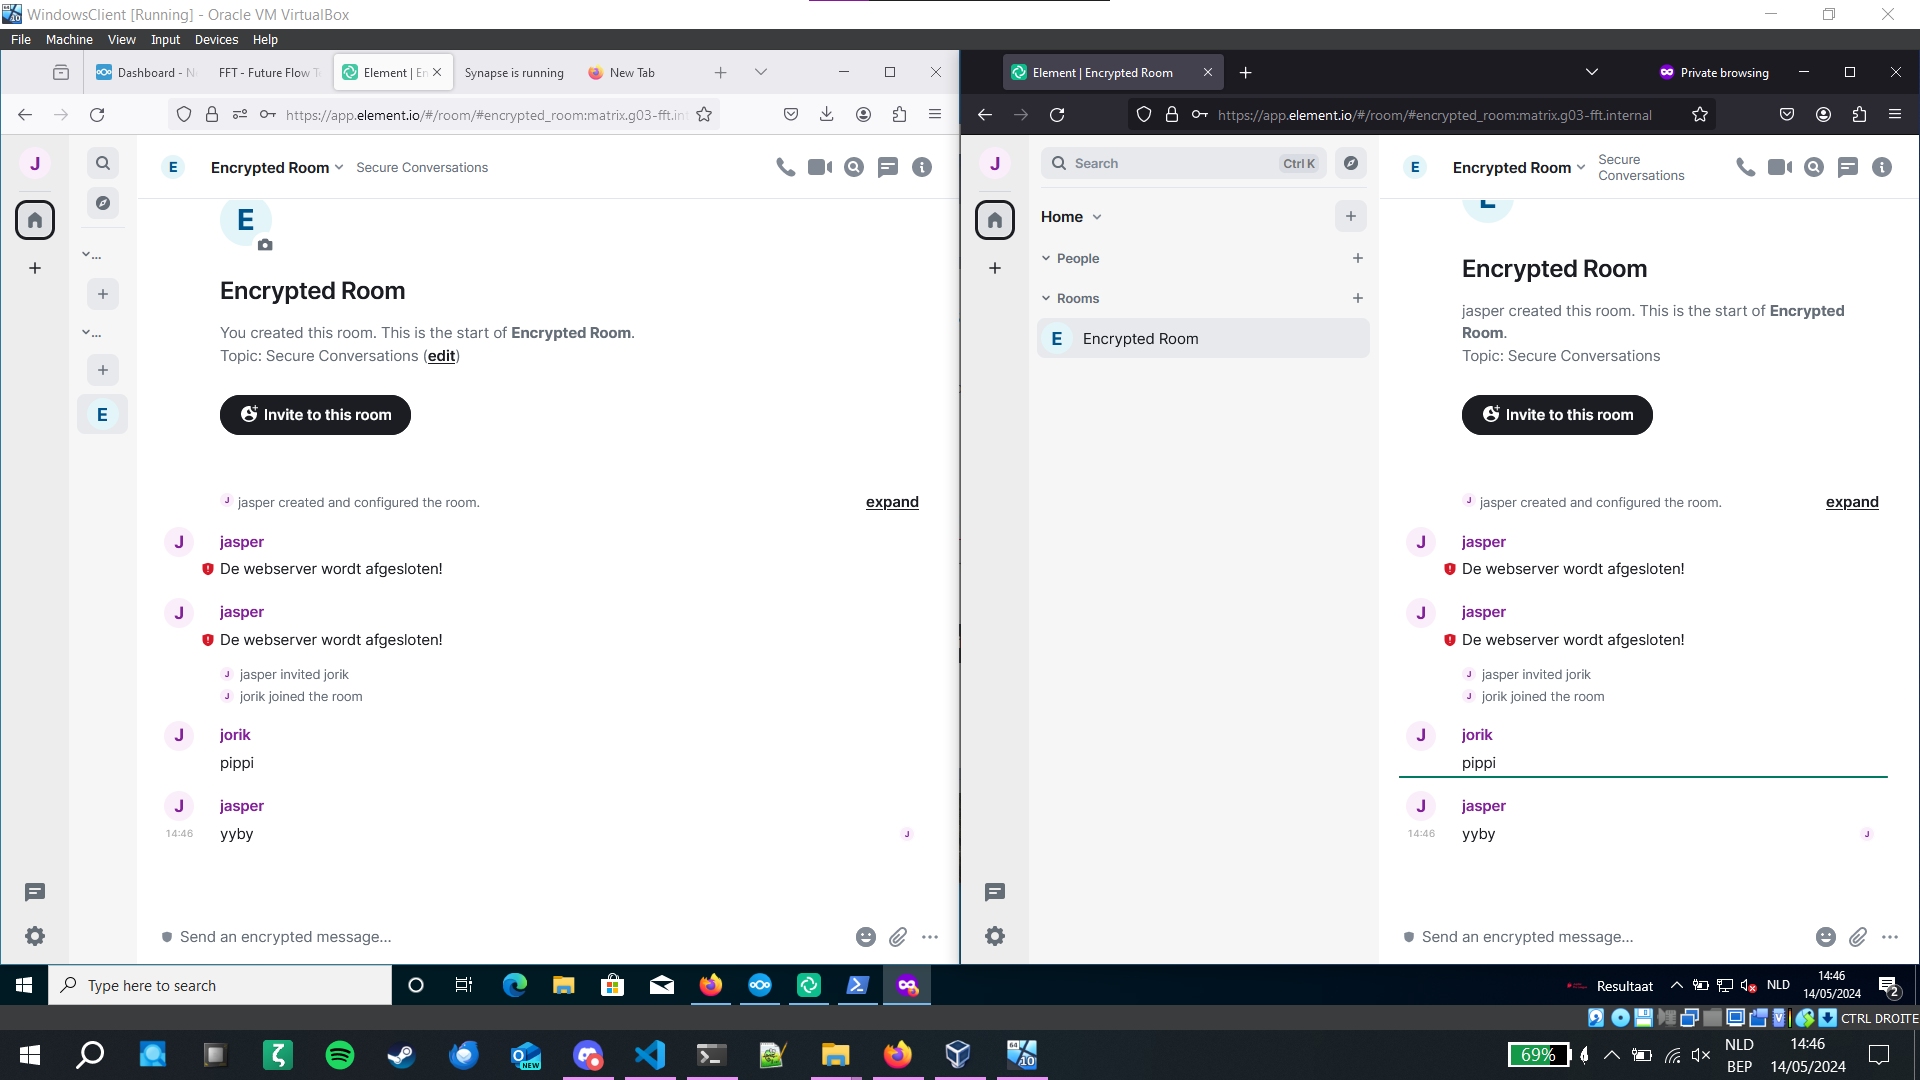 WindowsClient [Running] - Oracle VM VirtualBox
File Machine View Input Devices Help
Dashboard - N
FFT - Future Flow T
Element | En
Synapse is running
New Tab
https://app.element.io/#/room/#encrypted_room:matrix.g03-fft.int
J
E Encrypted Room Secure Conversations
...
...
E
E
Encrypted Room
You created this room. This is the start of Encrypted Room.
Topic: Secure Conversations (edit)
Invite to this room
J jasper created and configured the room. expand
J jasper
De webserver wordt afgesloten!
J jasper
De webserver wordt afgesloten!
J jasper invited jorik
J jorik joined the room
J jorik
pippi
J jasper
14:46 yyby J
Send an encrypted message...
Element | Encrypted Room
Private browsing
https://app.element.io/#/room/#encrypted_room:matrix.g03-fft.internal
J
Search Ctrl K
Home
People
Rooms
E Encrypted Room
E Encrypted Room Secure
Conversations
E
Encrypted Room
jasper created this room. This is the start of Encrypted
Room.
Topic: Secure Conversations
Invite to this room
J jasper created and configured the room. expand
J jasper
De webserver wordt afgesloten!
J jasper
De webserver wordt afgesloten!
J jasper invited jorik
J jorik joined the room
J jorik
pippi
J jasper
14:46 yyby J
Send an encrypted message...
Type here to search
Resultaat
NLD
14:46
14/05/2024
2
CTRL DROITE
NEW
64
10
69%
NLD
BEP
14:46
14/05/2024